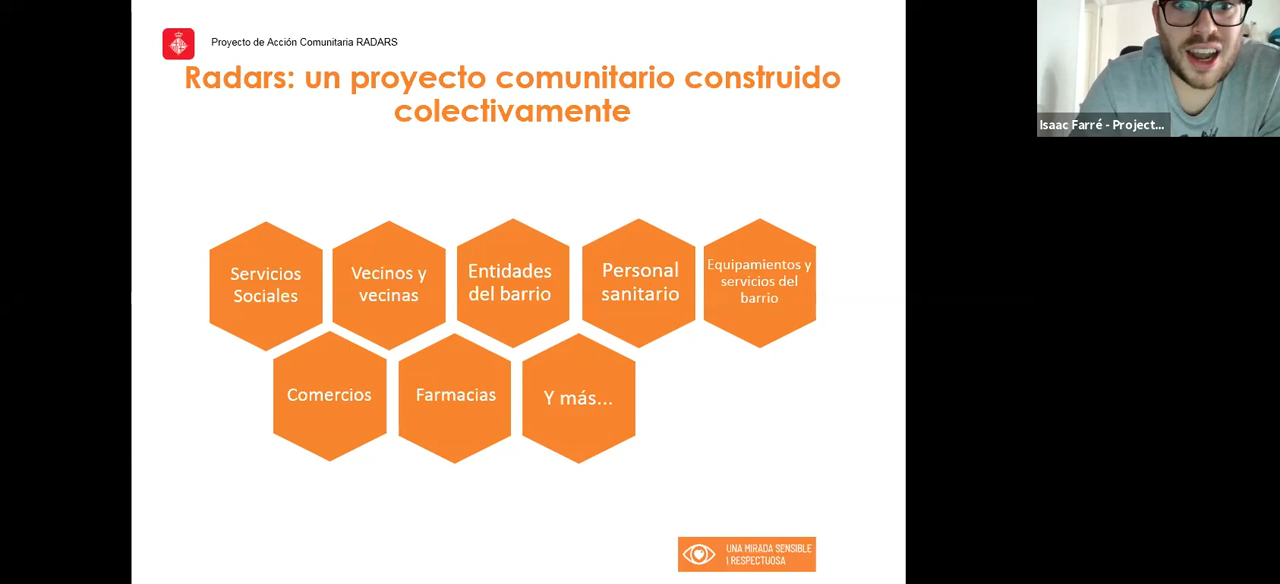 Proyecto de Acción Comunitaria RADARS
Radars: un proyecto comunitario construido
colectivamente
Isaac Farré - Project...
Servicios
Sociales
Vecinos y
vecinas
Entidades
del barrio
Personal
sanitario
Equipamientos y
servicios del
barrio
Comercios
Farmacias
Y más...
UNA MIRADA SENSIBLE
I RESPECTUOSA